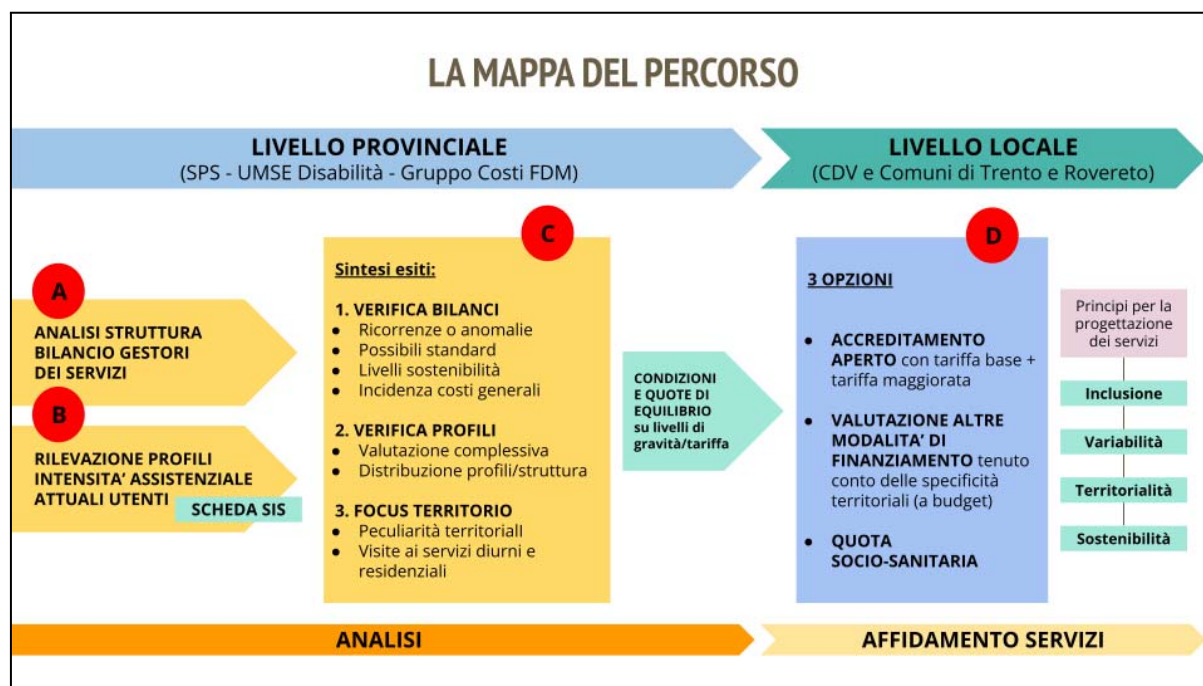 LA MAPPA DEL PERCORSO
LIVELLO PROVINCIALE
(SPS - UMSE Disabilità - Gruppo Costi FDM)
LIVELLO LOCALE
(CDV e Comuni di Trento e Rovereto)
A
ANALISI STRUTTURA
BILANCIO GESTORI
DEI SERVIZI
B
RILEVAZIONE PROFILI
INTENSITA’ ASSISTENZIALE
ATTUALI UTENTI
SCHEDA SIS
C
Sintesi esiti:
1. VERIFICA BILANCI
● Ricorrenze o anomalie
● Possibili standard
● Livelli sostenibilità
● Incidenza costi generali
2. VERIFICA PROFILI
● Valutazione complessiva
● Distribuzione profili/struttura
3. FOCUS TERRITORIO
● Peculiarità territorialI
● Visite ai servizi diurni e
residenziali
CONDIZIONI
E QUOTE DI
EQUILIBRIO
su livelli di
gravità/tariffa
D
3 OPZIONI
● ACCREDITAMENTO
APERTO con tariffa base +
tariffa maggiorata
● VALUTAZIONE ALTRE
MODALITA’ DI
FINANZIAMENTO tenuto
conto delle specificità
territoriali (a budget)
● QUOTA
SOCIO-SANITARIA
Principi per la
progettazione
dei servizi
Inclusione
Variabilità
Territorialità
Sostenibilità
ANALISI
AFFIDAMENTO SERVIZI